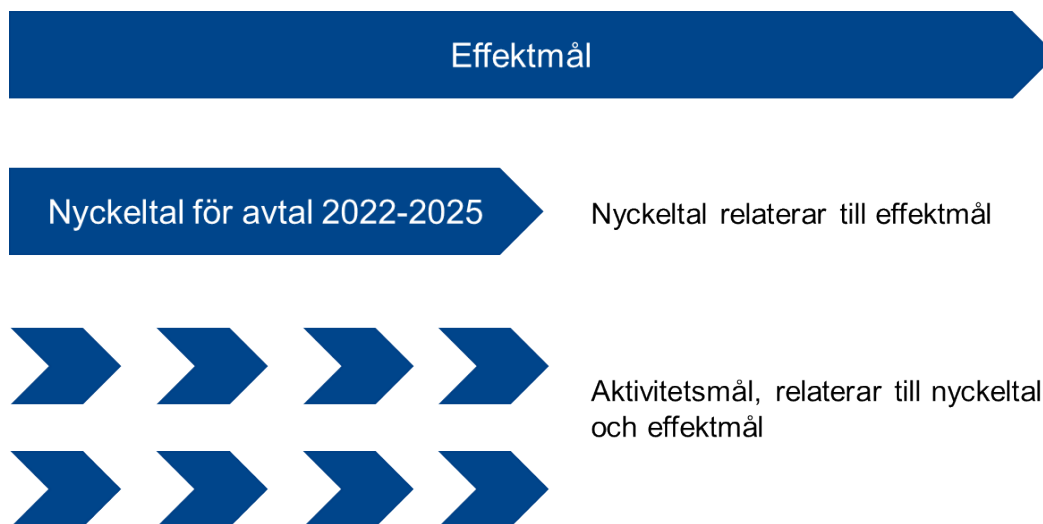 Effektmål
Nyckeltal för avtal 2022-2025
Nyckeltal relaterar till effektmål
Aktivitetsmål, relaterar till nyckeltal
och effektmål